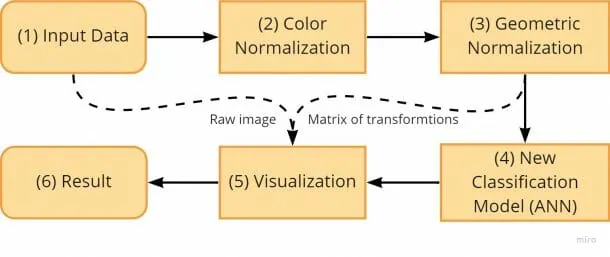 (1) Input Data
(2) Color
Normalization
(3) Geometric
Normalization
Raw image
Matrix of transformtions
(6) Result
(5) Visualization
(4) New
Classification
Model (ANN)
miro